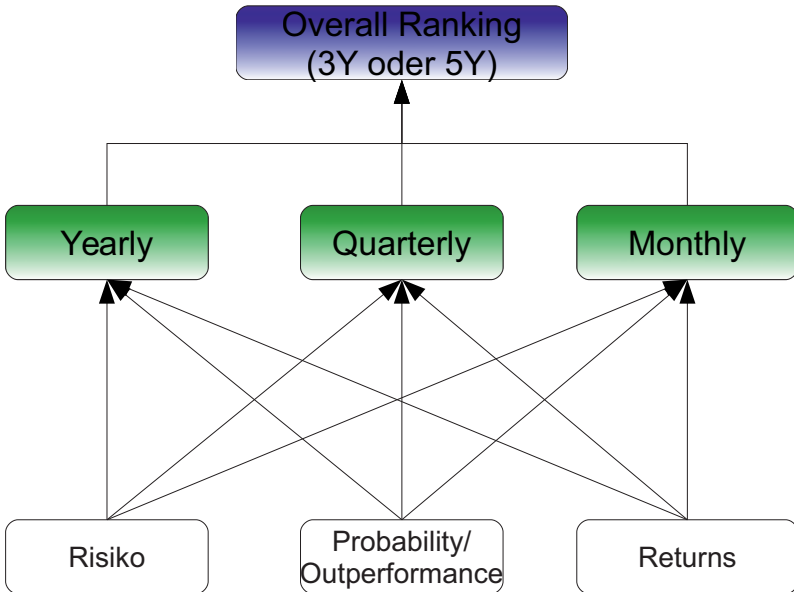 Overall Ranking
(3Y oder 5Y)
Yearly
Quarterly
Monthly
Risiko
Probability/
Outperformance
Returns